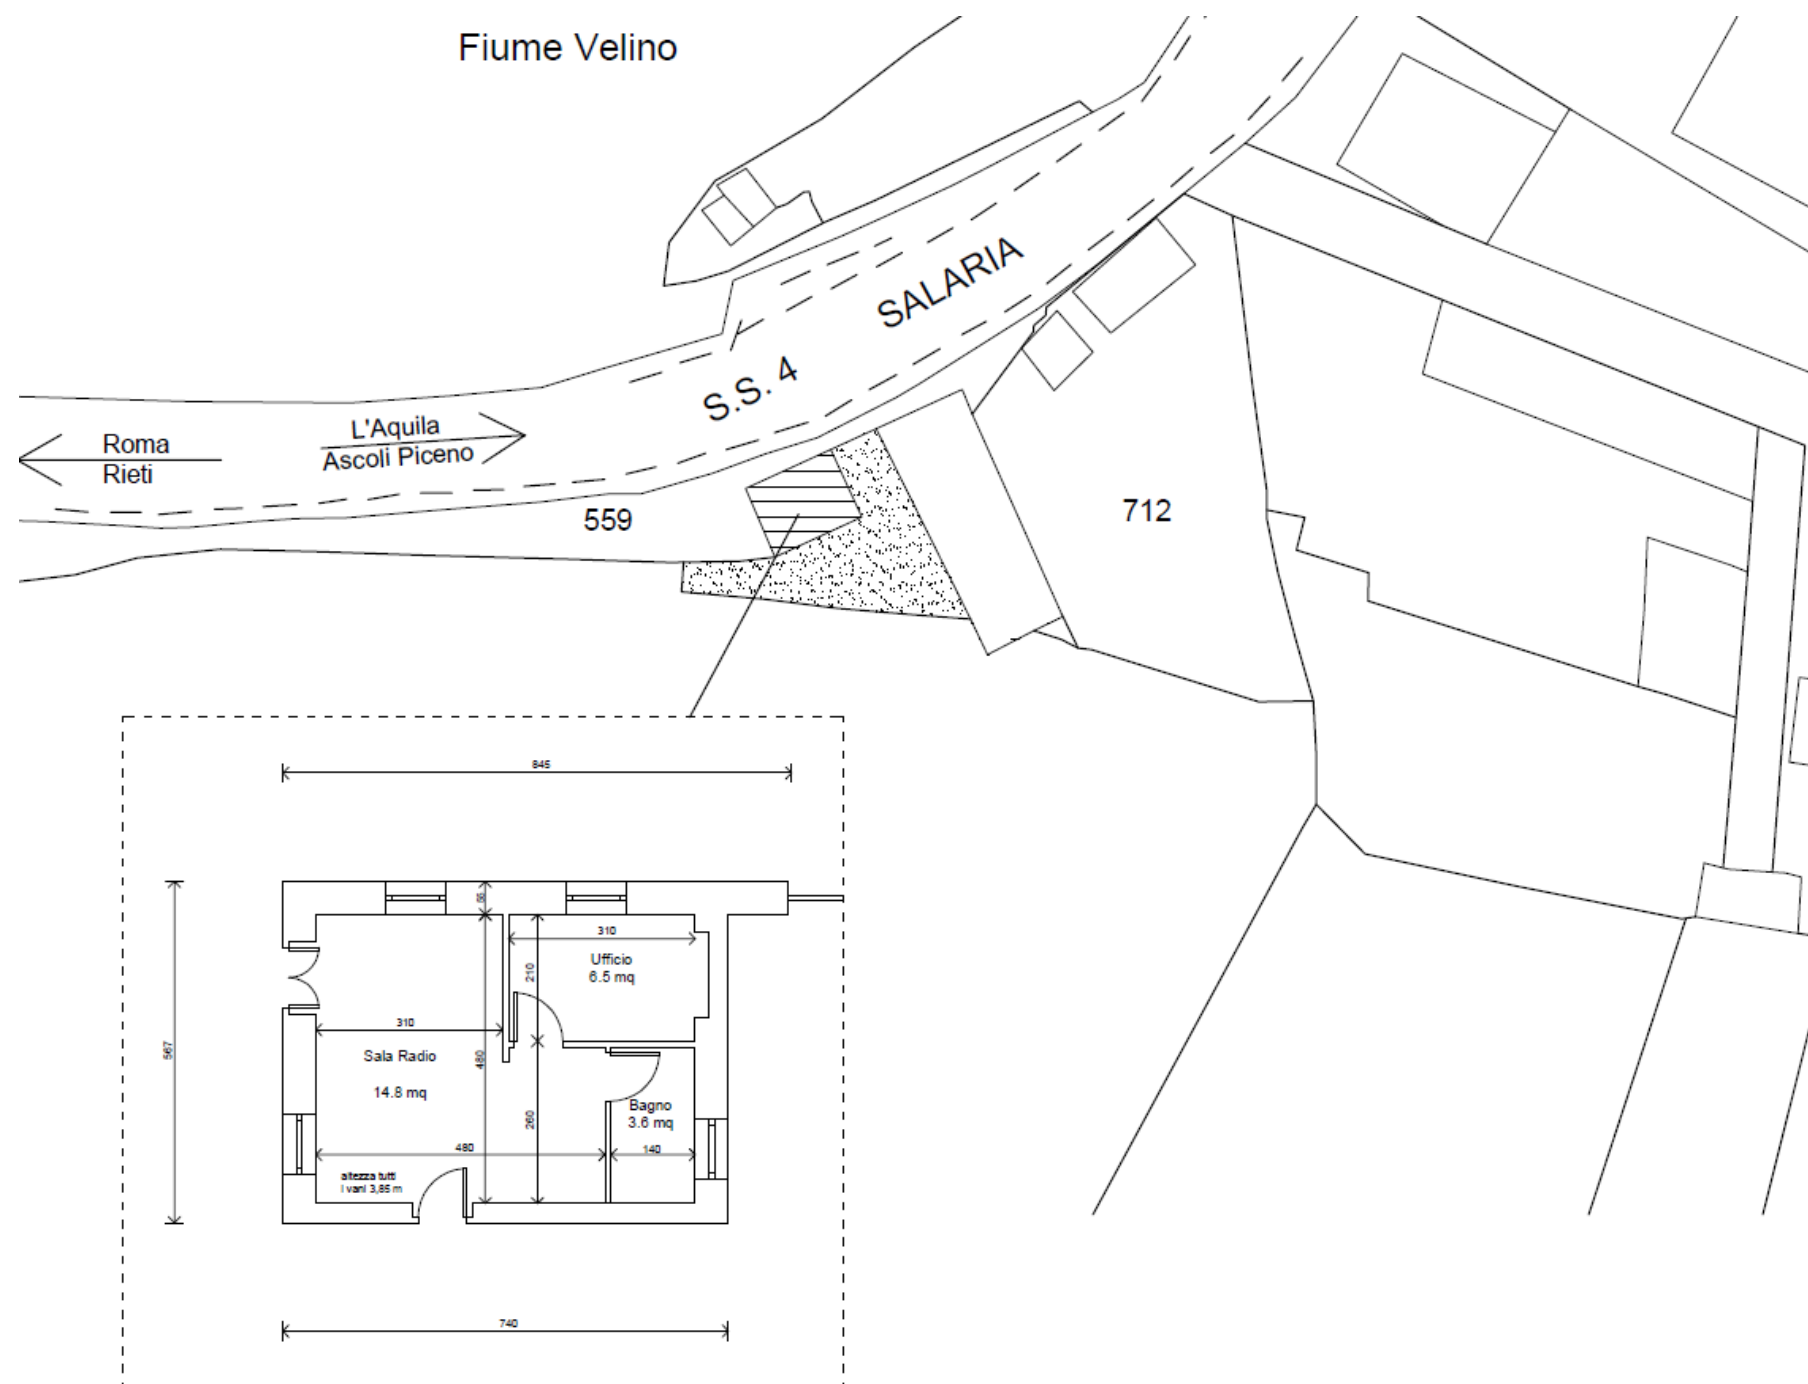 Fiume Velino
SALARIA
S.S. 4
L'Aquila
Ascoli Piceno
Roma
Rieti
559
712
845
55
310
Ufficio
6.5 mq
210
310
Sala Radio
14.8 mq
480
567
260
Bagno
3.6 mq
480
140
altezza tutti
i vani 3,85 m
740